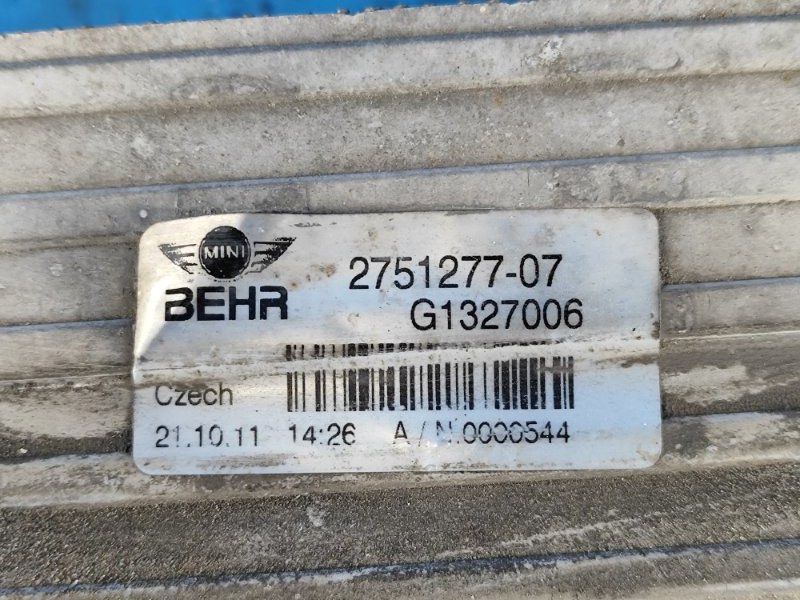 MINI
2751277-07
BEHR
G1327006
Czech
21.10.11 14:26 A/N.0000544